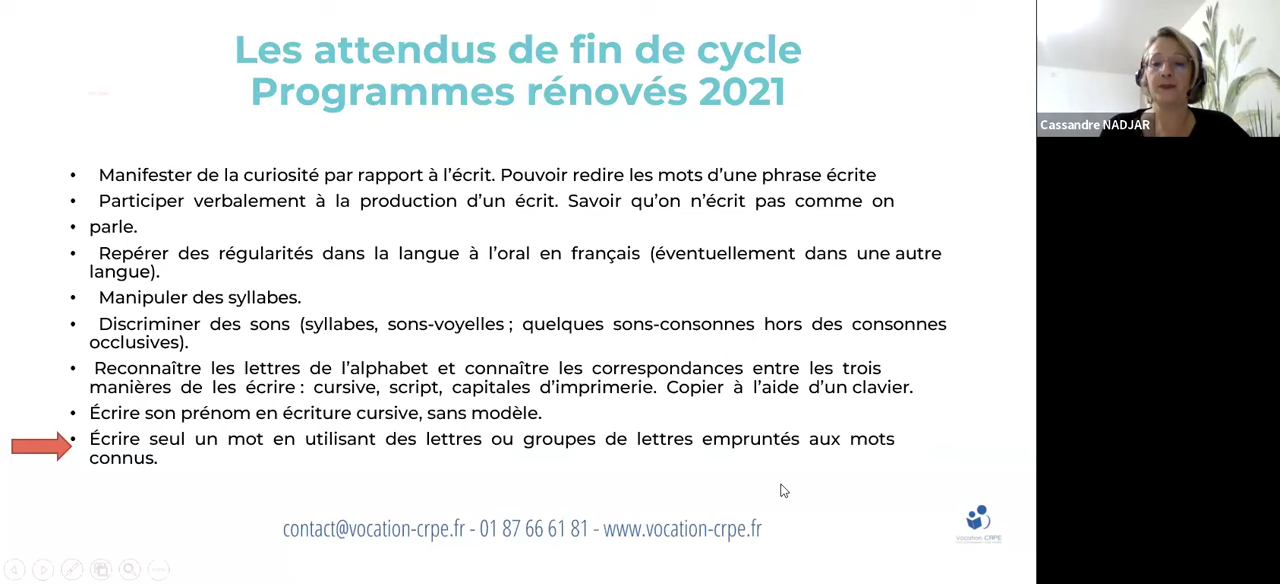 Les attendus de fin de cycle
Programmes rénovés 2021
Cassandre NADJAR
• Manifester de la curiosité par rapport à l’écrit. Pouvoir redire les mots d’une phrase écrite
• Participer verbalement à la production d’un écrit. Savoir qu’on n’écrit pas comme on
• parle.
• Repérer des régularités dans la langue à l’oral en français (éventuellement dans une autre
langue).
• Manipuler des syllabes.
• Discriminer des sons (syllabes, sons-voyelles ; quelques sons-consonnes hors des consonnes
occlusives).
• Reconnaître les lettres de l’alphabet et connaître les correspondances entre les trois
manières de les écrire : cursive, script, capitales d’imprimerie. Copier à l’aide d’un clavier.
• Écrire son prénom en écriture cursive, sans modèle.
• Écrire seul un mot en utilisant des lettres ou groupes de lettres empruntés aux mots
connus.
contact@vocation-crpe.fr - 01 87 66 61 81 - www.vocation-crpe.fr
Vocation CRPE